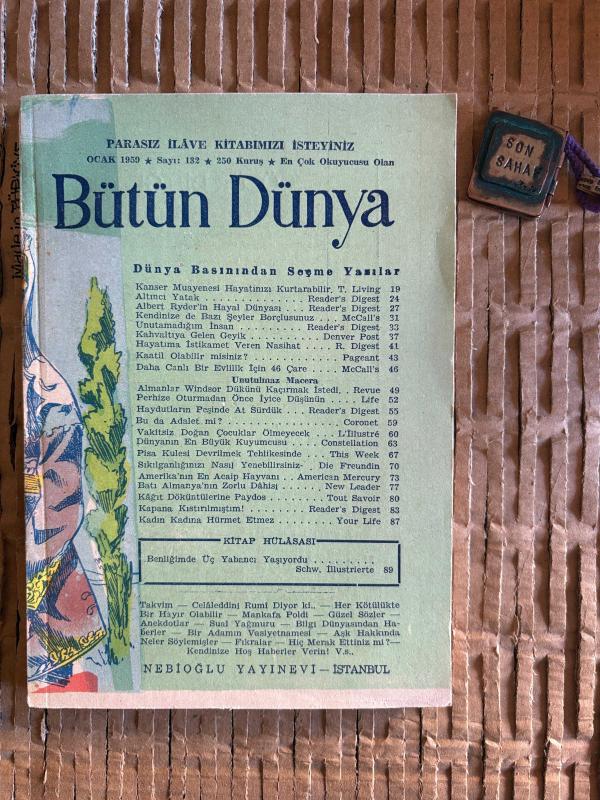 PARASIZ İLÂVE KİTABIMIZI İSTEYİNİZ
OCAK 1959 ★ Sayı: 132 ★ 250 Kuruş ★ En Çok Okuyucusu Olan
Bütün Dünya
Dünya Basınından Seçme Yazılar
Kanser Muayenesi Hayatınızı Kurtarabilir, T. Living 19
Altıncı Yatak . . . . . . . . . . . . Reader's Digest 24
Albert Ryder'in Hayal Dünyası . . . Reader's Digest 27
Kendinize de Bazı Şeyler Borçlusunuz . . . McCall's 31
Unutamadığım İnsan . . . . . . . . . Reader's Digest 33
Kahvaltıya Gelen Geyik . . . . . . . . . Denver Post 37
Hayatıma İstikamet Veren Nasihat . . . . R. Digest 41
Kaatil Olabilir misiniz? . . . . . . . . . . . Pageant 43
Daha Canlı Bir Evlilik İçin 46 Çare . . . . McCall's 46
Unutulmaz Macera
Almanlar Windsor Dükünü Kaçırmak İstedi. . Revue 49
Perhize Oturmadan Önce İyice Düşünün . . . Life 52
Haydutların Peşinde At Sürdük . . . Reader's Digest 55
Bu da Adalet mi? . . . . . . . . . . . . . Coronet 59
Vakitsiz Doğan Çocuklar Ölmeyecek . . . L'İllustré 60
Dünyanın En Büyük Kuyumcusu . . . . Constellation 63
Pisa Kulesi Devrilmek Tehlikesinde . . . This Week 67
Sıkılganlığınızı Nasıl Yenebilirsiniz- . Die Freundin 70
Amerika'nın En Acaip Hayvanı . . American Mercury 73
Batı Almanya'nın Zorlu Dâhisi . . . . . New Leader 77
Kâğıt Döküntülerine Paydos . . . . . . . Tout Savoir 80
Kapana Kıstırılmıştım! . . . . . . . Reader's Digest 83
Kadın Kadına Hürmet Etmez . . . . . . . . Your Life 87
KİTAP HÜLÂSASI
Benliğimde Üç Yabancı Yaşıyordu . . . . . . . . .
Schw. İllustrierte 89
Takvim — Celâleddini Rumi Diyor ki.. — Her Kötülükte
Bir Hayır Olabilir — Mankafa Poldi — Güzel Sözler —
Anekdotlar — Sual Yağmuru — Bilgi Dünyasından Ha-
berler — Bir Adamın Vasiyetnamesi — Aşk Hakkında
Neler Söylemişler — Fıkralar — Hiç Merak Ettiniz mi?—
Kendinize Hoş Haberler Verin! V.s.,
NEBİOĞLU YAYINEVİ — İSTANBUL
SON
SAHAF
Made in TÜRKİYE